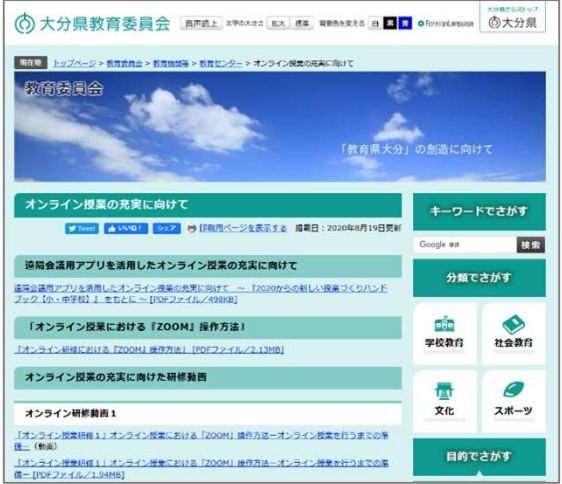 大分県教育委員会
音声読上 文字の大きさ 拡大 標準 背景色を変える 白 黒 青 Foreign Language
大分県庁公式トップ
大分県
現在地 トップページ > 教育委員会 > 教育機関等 > 教育センター > オンライン授業の充実に向けて
教育委員会
「教育県大分」の創造に向けて
オンライン授業の充実に向けて
Tweet いいね! シェア 印刷用ページを表示する 掲載日:2020年8月19日更新
遠隔会議用アプリを活用したオンライン授業の充実に向けて
遠隔会議用アプリを活用したオンライン授業の充実に向けて ~ 『2020からの新しい授業づくりハンド
ブック【小・中学校】』をもとに ~ [PDFファイル/498KB]
「オンライン授業における『ZOOM』操作方法」
「オンライン研修における『ZOOM』操作方法」 [PDFファイル/2.13MB]
オンライン授業の充実に向けた研修動画
オンライン研修動画1
「オンライン授業研修1」オンライン授業における「ZOOM」操作方法ーオンライン授業を行うまでの準
備ー (動画)
「オンライン授業研修1」オンライン授業における「ZOOM」操作方法ーオンライン授業を行うまでの準
備ー [PDFファイル/1.94MB]
キーワードでさがす
Google 検索
分類でさがす
学校教育
社会教育
文化
スポーツ
目的でさがす